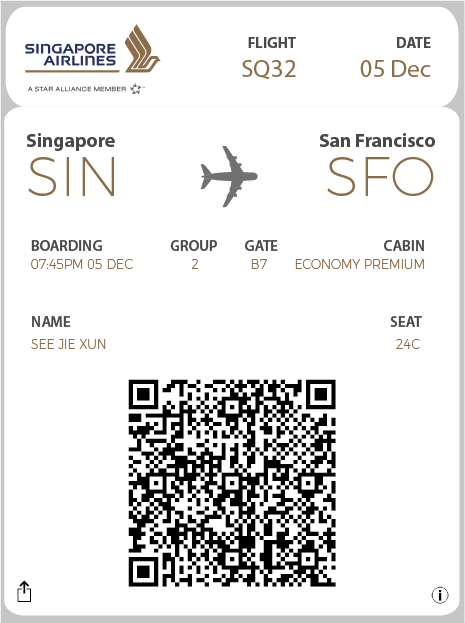 SINGAPORE
AIRLINES
A STAR ALLIANCE MEMBER
FLIGHT DATE
SQ32 05 Dec
Singapore San Francisco
SIN SFO
BOARDING GROUP GATE CABIN
07:45PM 05 DEC 2 B7 ECONOMY PREMIUM
NAME SEAT
SEE JIE XUN 24C